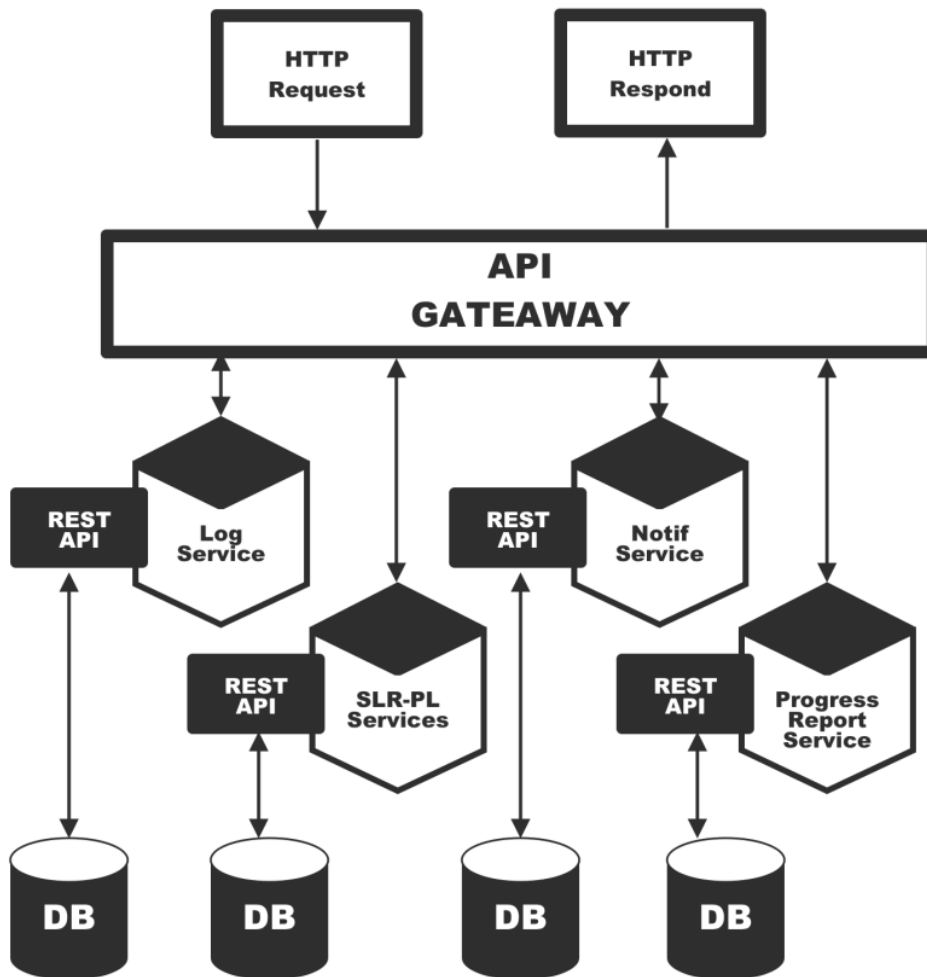 HTTP
Request
HTTP
Respond
API
GATEAWAY
REST
API
Log
Service
REST
API
Notif
Service
REST
API
SLR-PL
Services
REST
API
Progress
Report
Service
DB
DB
DB
DB